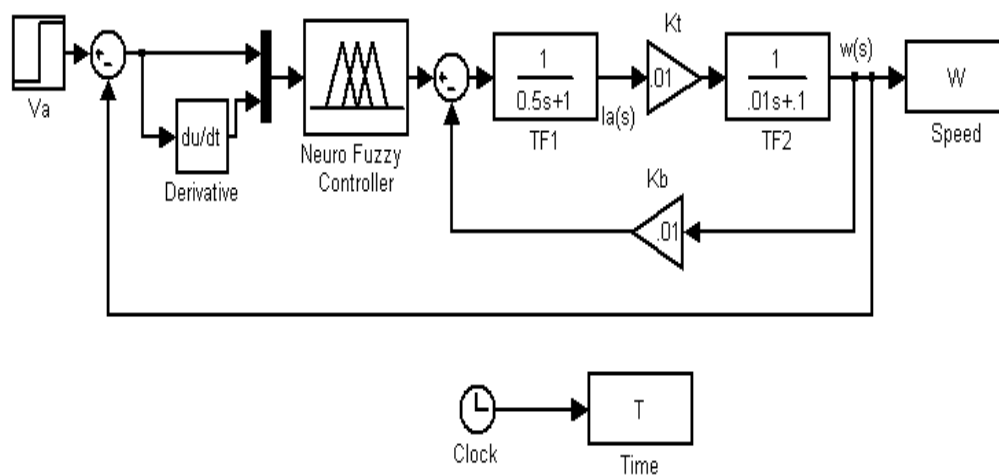 Va
+
-
du/dt
Derivative
Neuro Fuzzy
Controller
+
-
1
0.5s+1
TF1
Ia(s)
Kt
.01
1
.01s+.1
TF2
w(s)
W
Speed
Kb
.01
Clock
T
Time